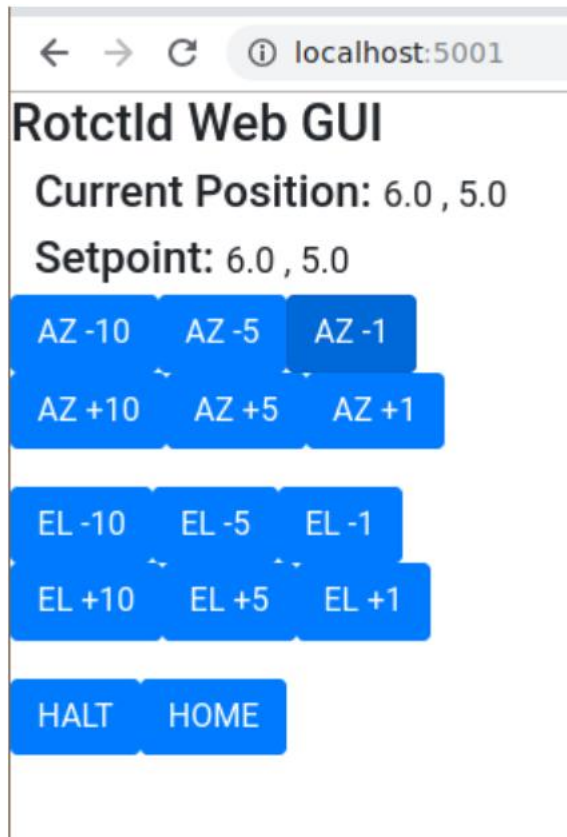 localhost:5001
Rotctld Web GUI
Current Position: 6.0 , 5.0
Setpoint: 6.0 , 5.0
AZ -10 AZ -5 AZ -1
AZ +10 AZ +5 AZ +1
EL -10 EL -5 EL -1
EL +10 EL +5 EL +1
HALT HOME